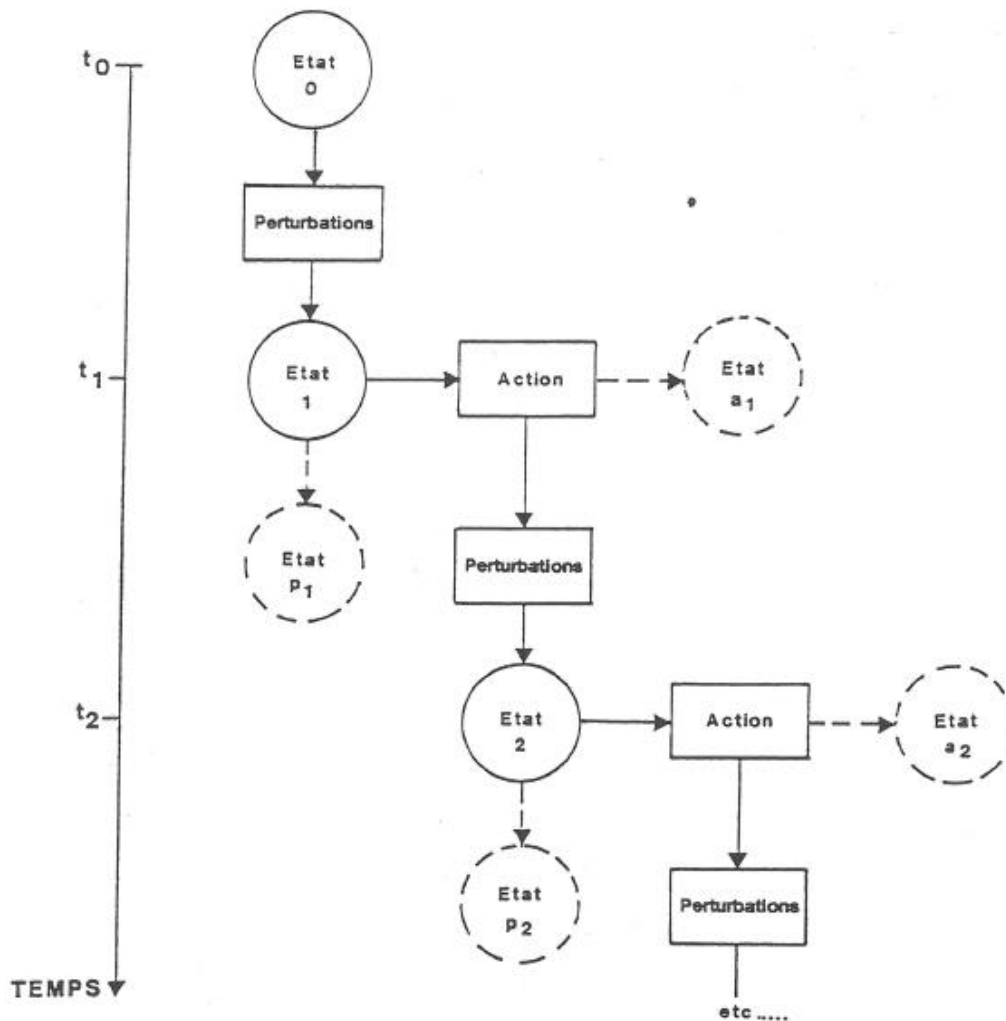 t0
Etat
0
Perturbations
t1
Etat
1
Action
Etat
a1
Etat
p1
Perturbations
t2
Etat
2
Action
Etat
a2
Etat
p2
Perturbations
TEMPS
etc.....